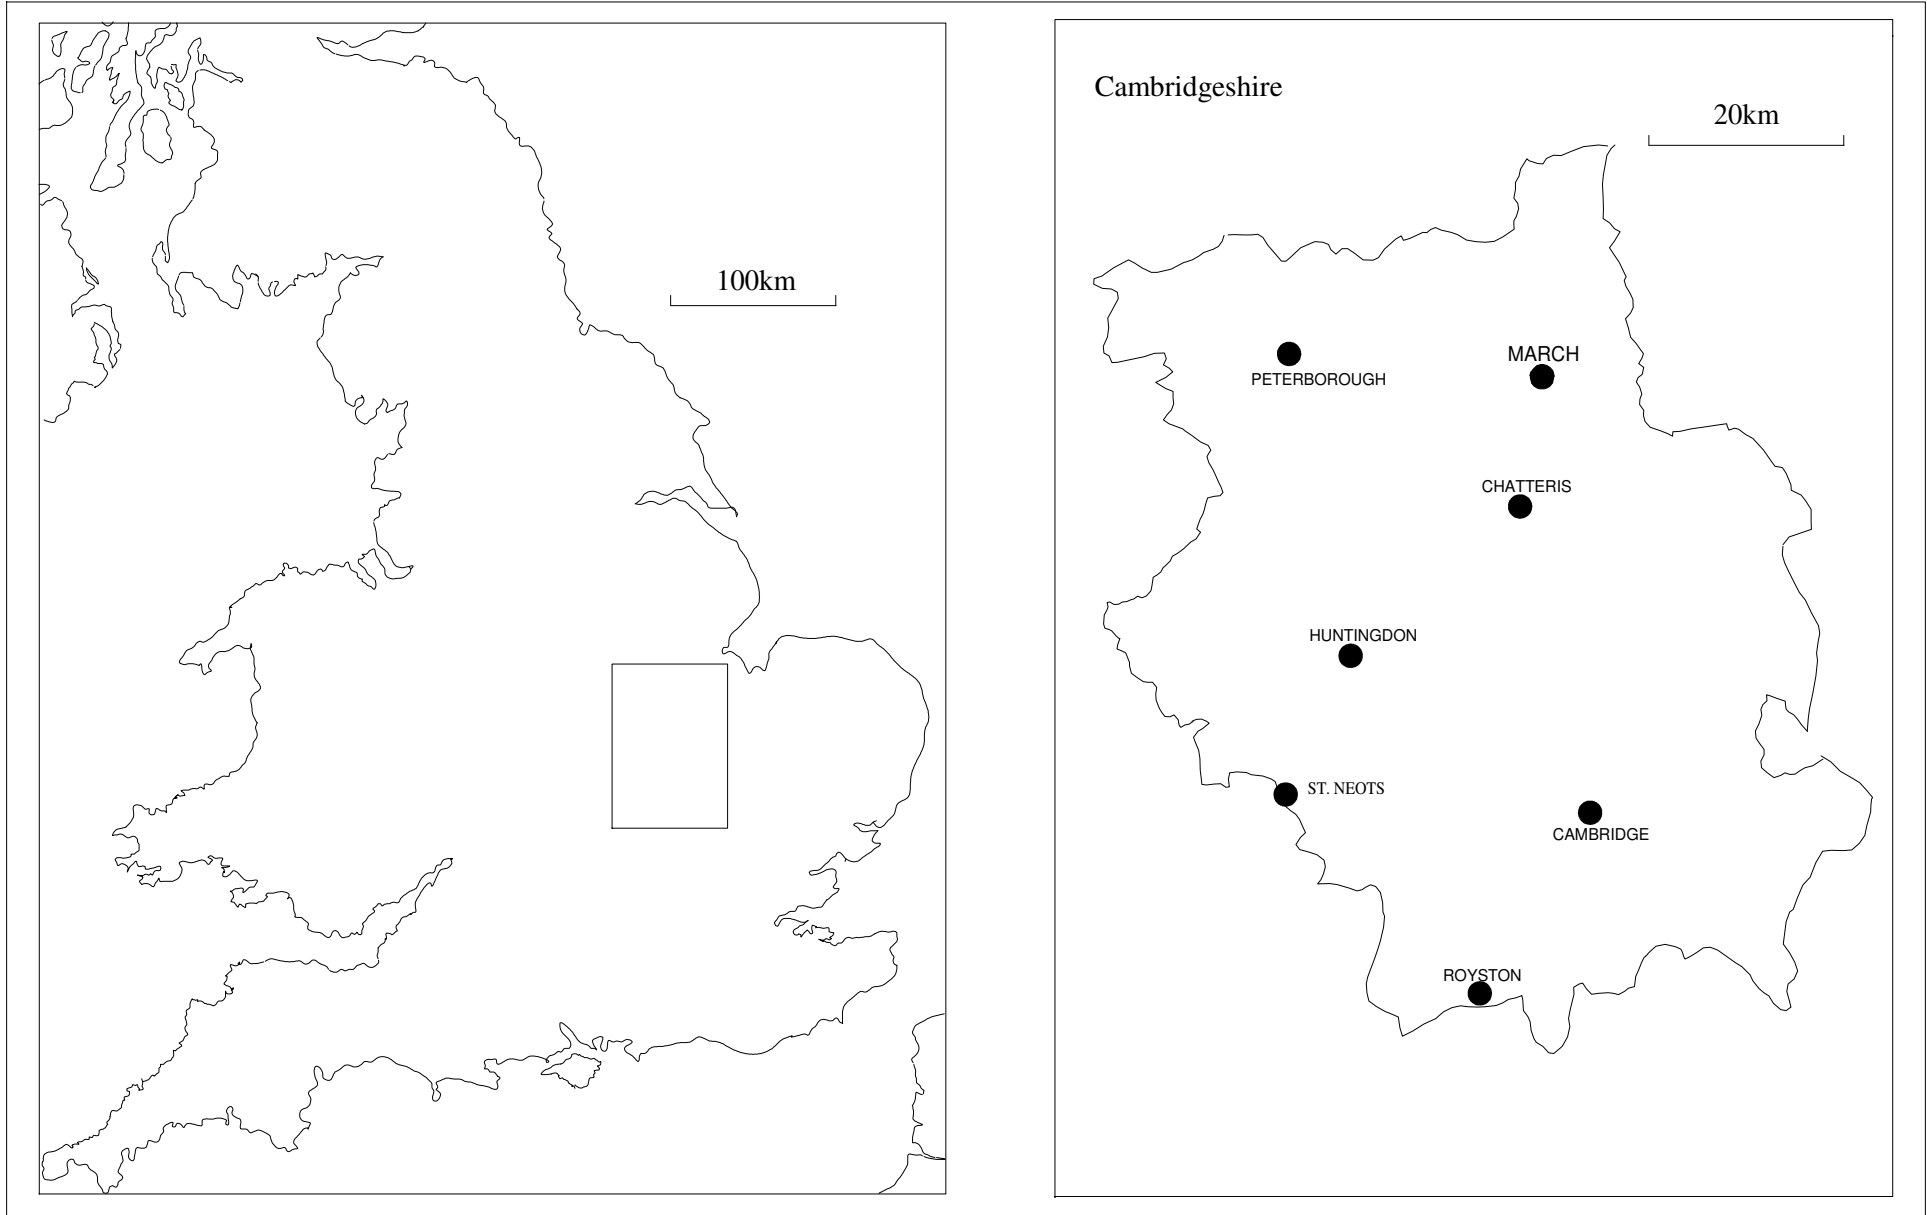 100km
Cambridgeshire
20km
PETERBOROUGH
MARCH
CHATTERIS
HUNTINGDON
ST. NEOTS
CAMBRIDGE
ROYSTON